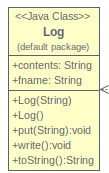 <<Java Class>>
Log
(default package)
+contents: String
+fname: String
+Log(String)
+Log()
+put(String):void
+write():void
+toString():String